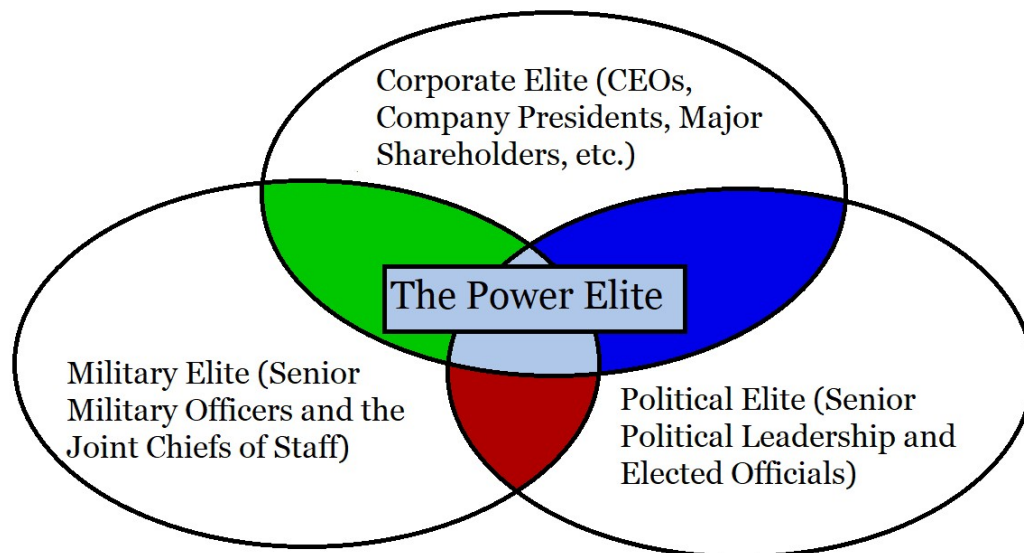 Corporate Elite (CEOs,
Company Presidents, Major
Shareholders, etc.)
The Power Elite
Military Elite (Senior
Military Officers and the
Joint Chiefs of Staff)
Political Elite (Senior
Political Leadership and
Elected Officials)